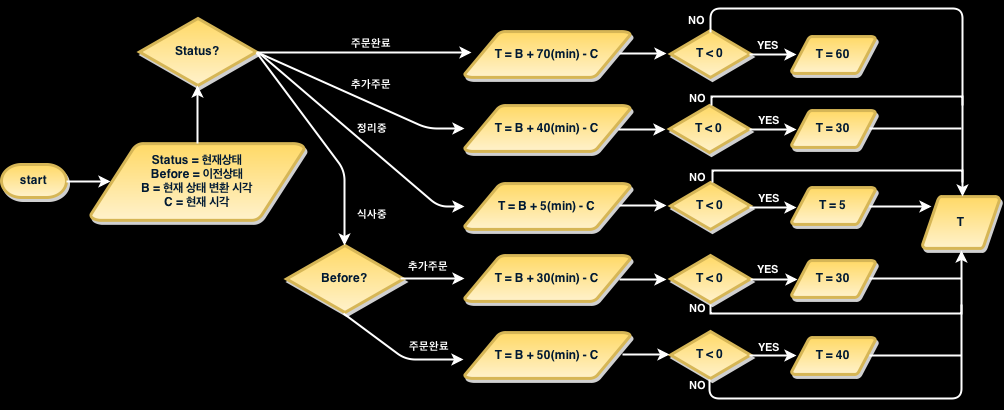 start
Status = 현재상태
Before = 이전상태
B = 현재 상태 변환 시각
C = 현재 시각
Status?
주문완료
T = B + 70(min) - C
T < 0
NO
YES
T = 60
추가주문
T = B + 40(min) - C
T < 0
NO
YES
T = 30
정리중
T = B + 5(min) - C
T < 0
NO
YES
T = 5
T
식사중
Before?
추가주문
T = B + 30(min) - C
T < 0
YES
NO
T = 30
주문완료
T = B + 50(min) - C
T < 0
YES
NO
T = 40